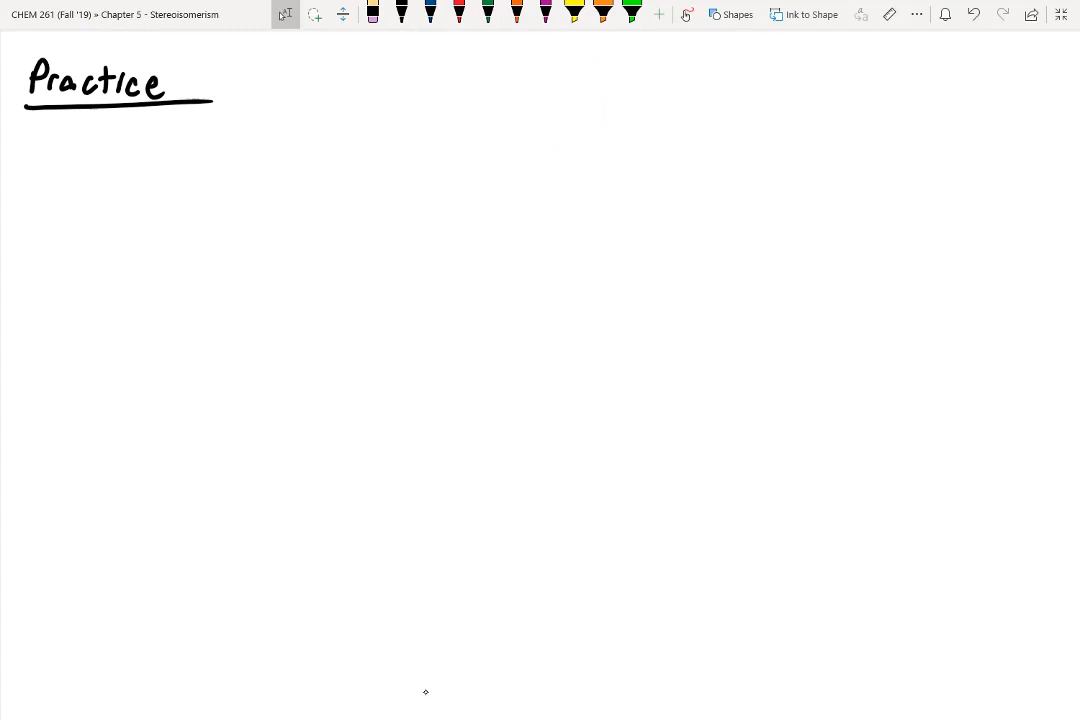 CHEM 261 (Fall '19) » Chapter 5 - Stereoisomerism
Shapes
Ink to Shape
Practice